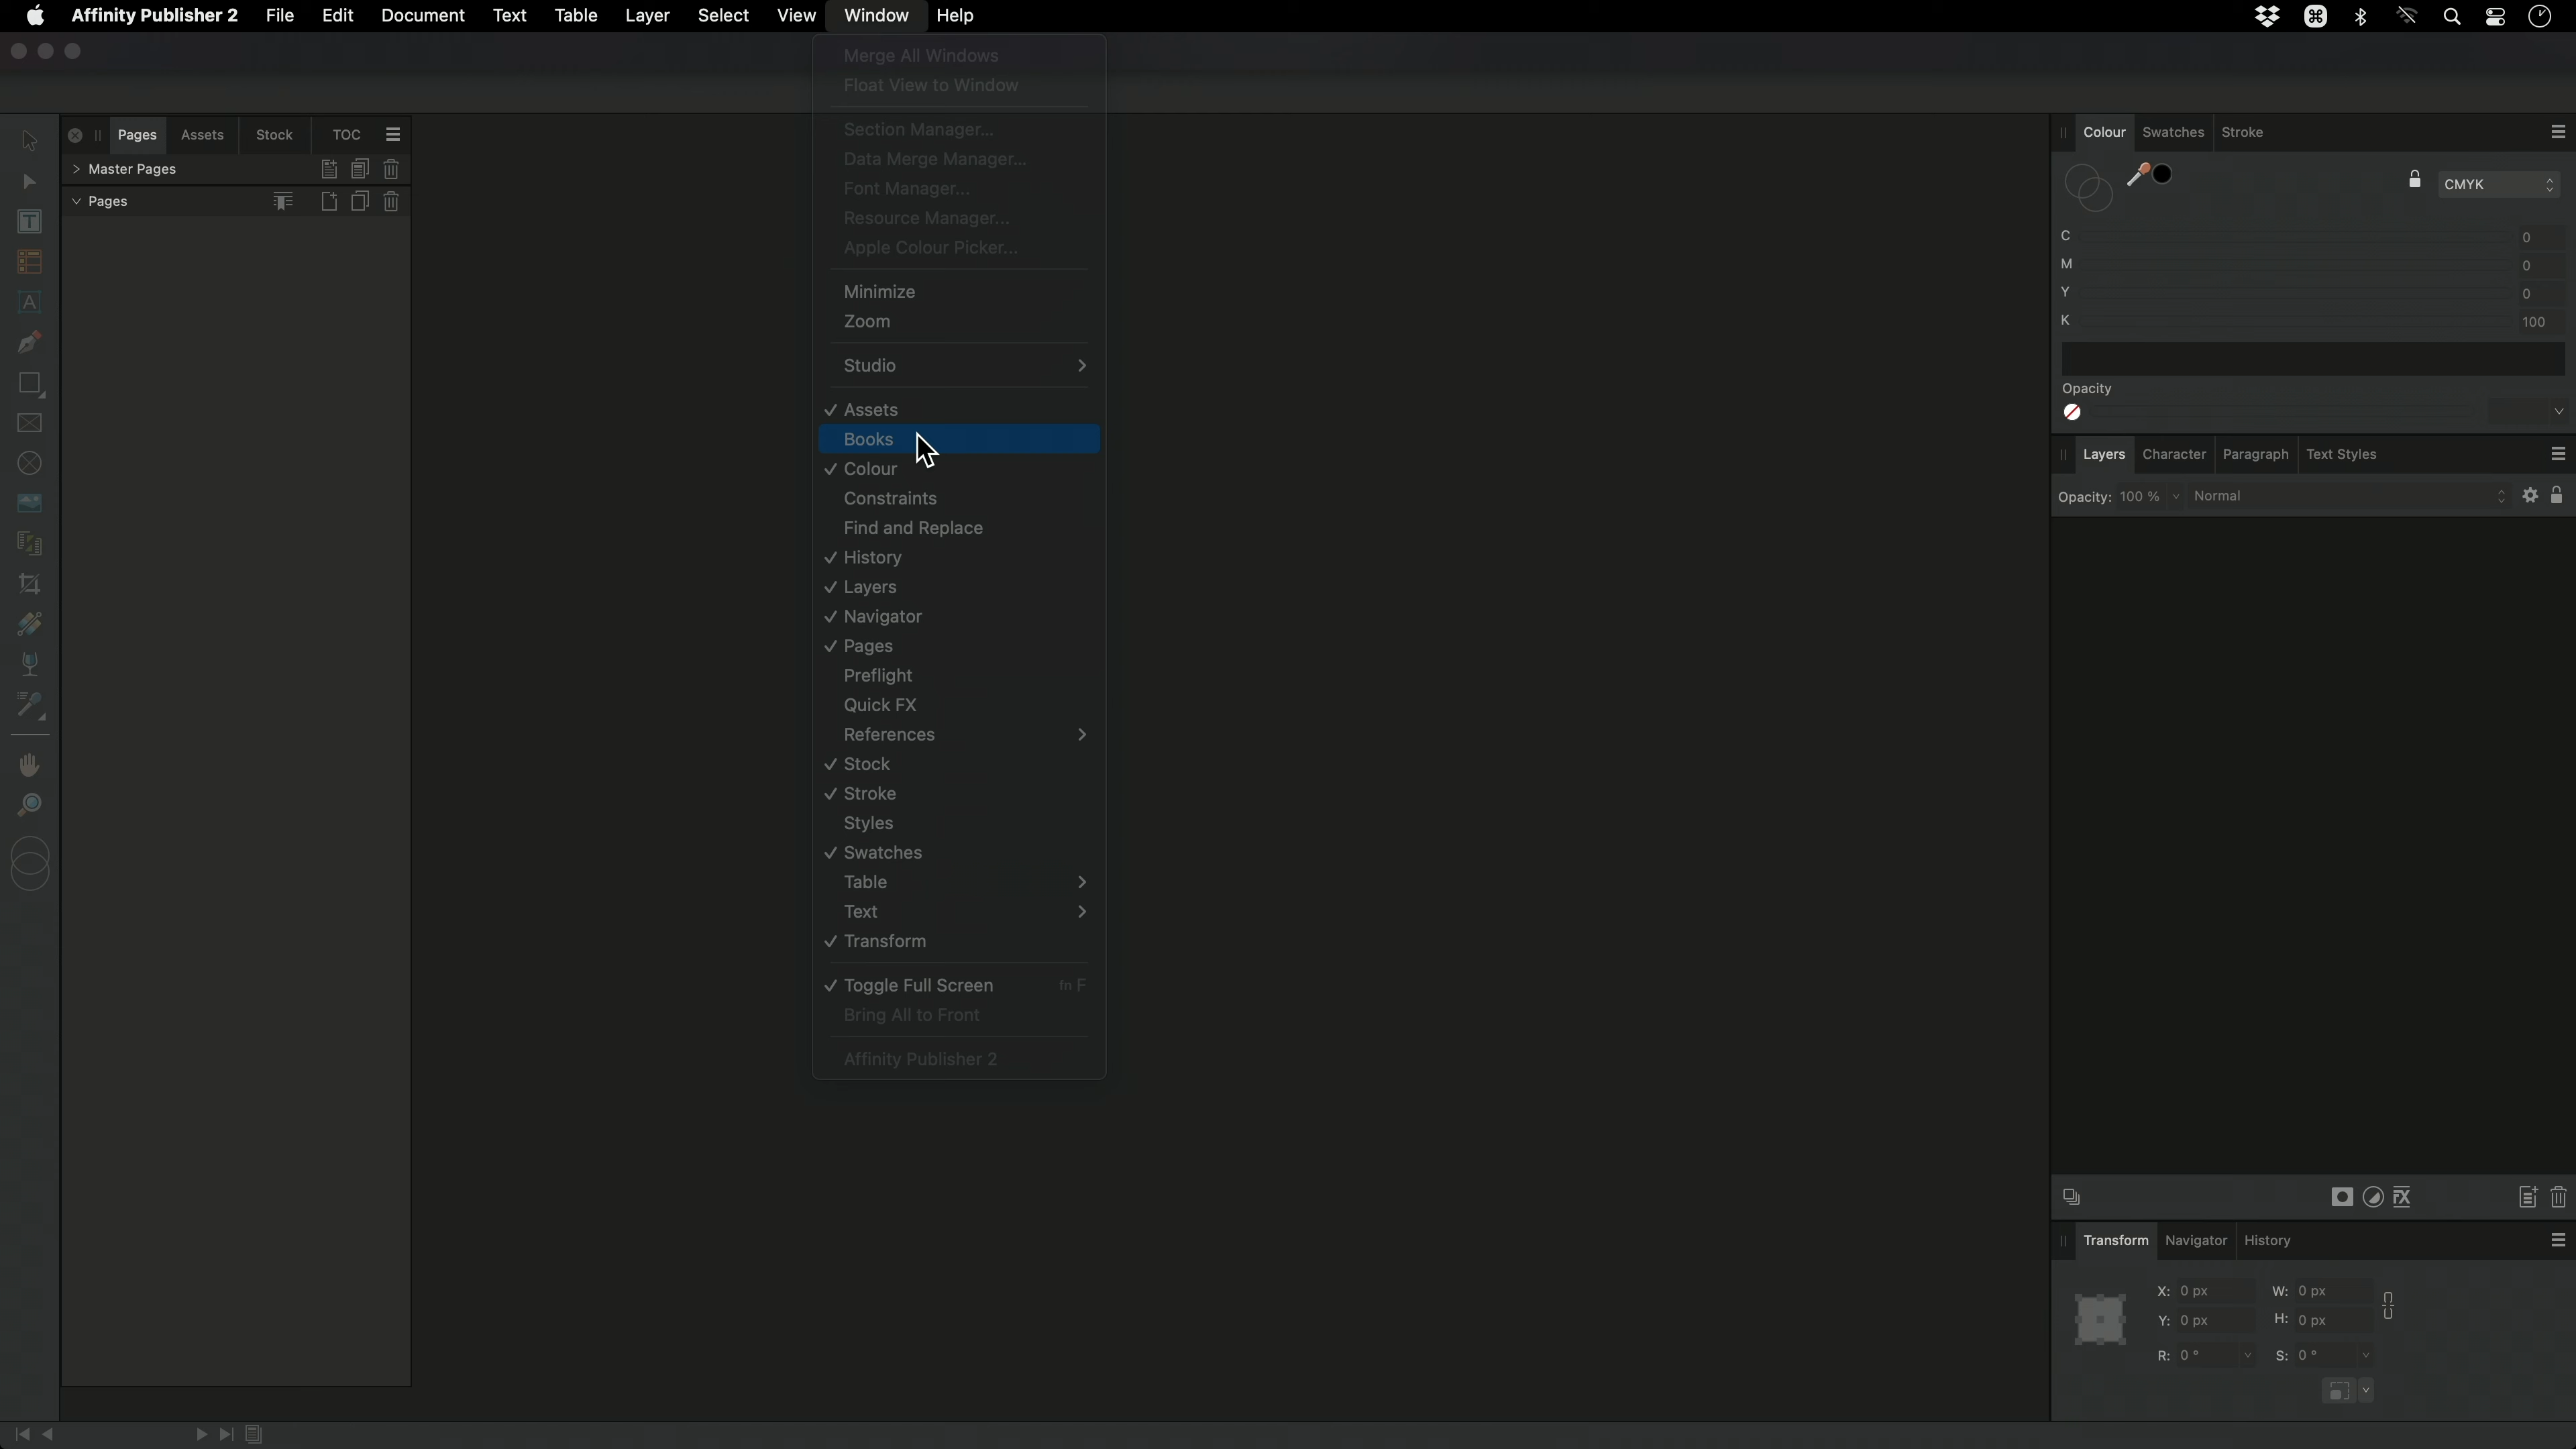 Affinity Publisher 2 File Edit Document Text Table Layer Select View Window Help
Merge All Windows
Float View to Window
Section Manager...
Data Merge Manager...
Font Manager...
Resource Manager...
Apple Colour Picker...
Minimize
Zoom
Studio
Assets
Books
Colour
Constraints
Find and Replace
History
Layers
Navigator
Pages
Preflight
Quick FX
References
Stock
Stroke
Styles
Swatches
Table
Text
Transform
Toggle Full Screen fn F
Bring All to Front
Affinity Publisher 2
Pages Assets Stock TOC
Master Pages
Pages
Colour Swatches Stroke
CMYK
C 0
M 0
Y 0
K 100
Opacity
Layers Character Paragraph Text Styles
Opacity: 100 % Normal
Transform Navigator History
X: 0 px W: 0 px
Y: 0 px H: 0 px
R: 0 ° S: 0 °